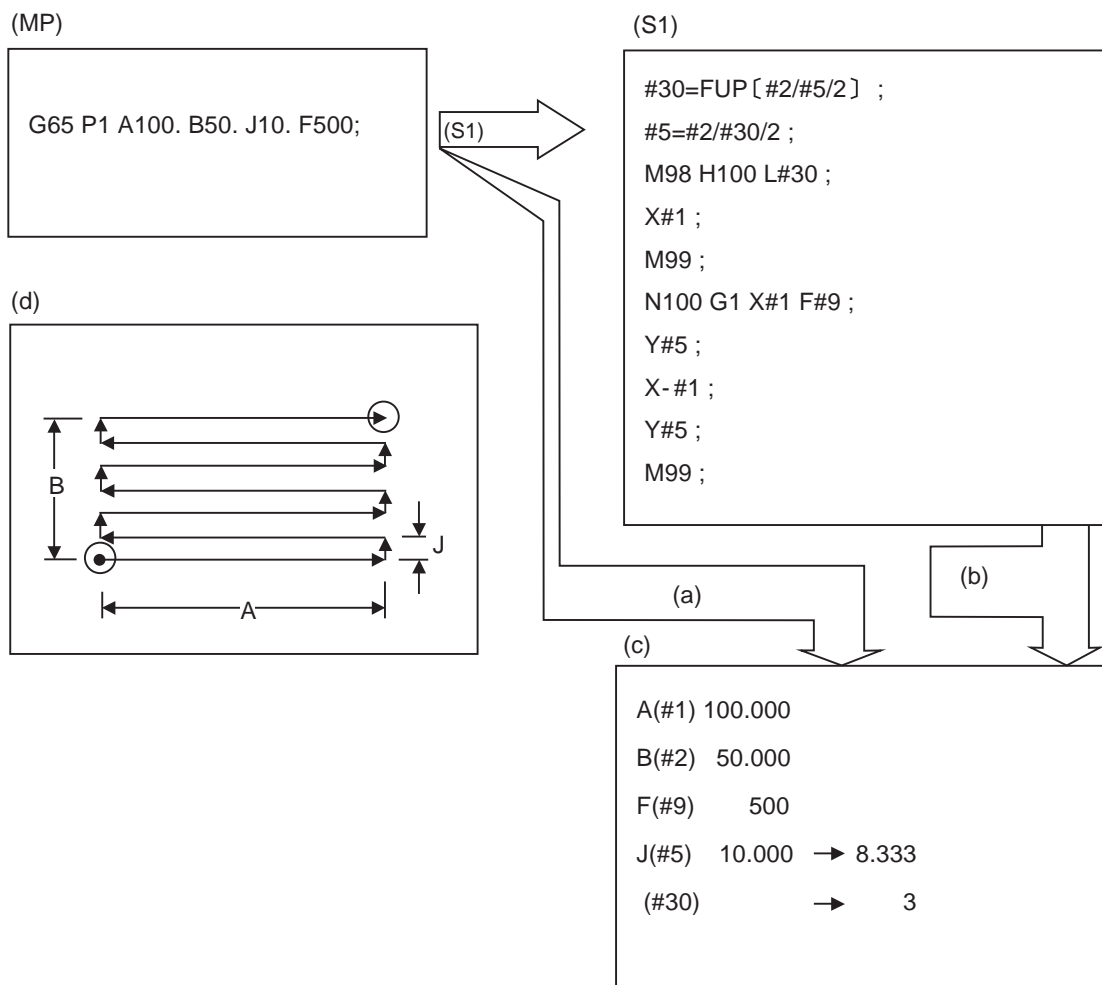 (MP)
G65 P1 A100. B50. J10. F500;
(S1)
(S1)
#30=FUP〔#2/#5/2〕 ;
#5=#2/#30/2 ;
M98 H100 L#30 ;
X#1 ;
M99 ;
N100 G1 X#1 F#9 ;
Y#5 ;
X-#1 ;
Y#5 ;
M99 ;
(d)
B
J
A
(a)
(b)
(c)
A(#1) 100.000
B(#2) 50.000
F(#9) 500
J(#5) 10.000 → 8.333
(#30) → 3